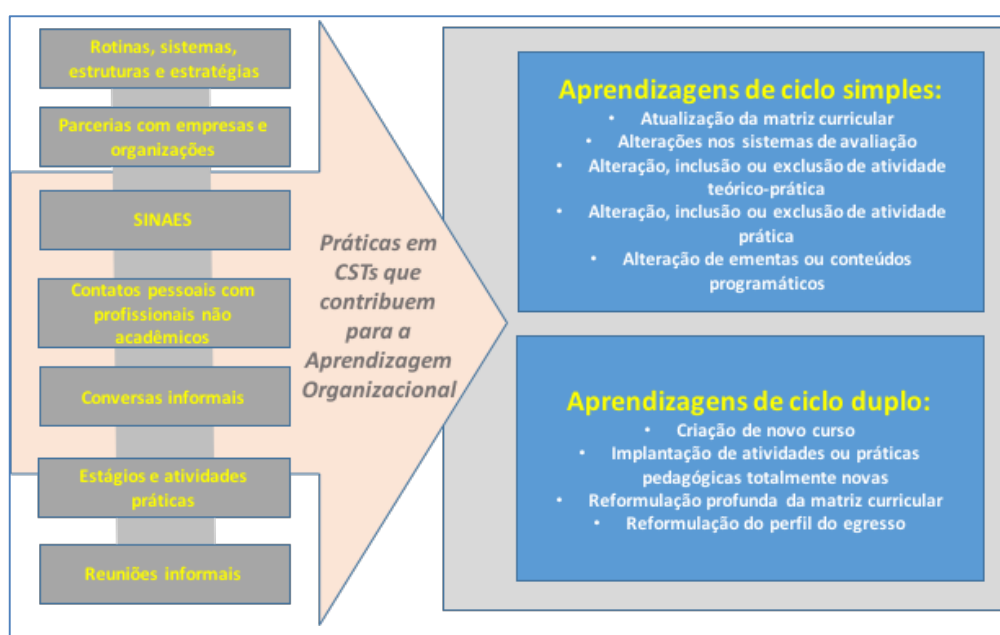 Rotinas, sistemas,
estruturas e estratégias
Parcerias com empresas e
organizações
SINAES
Contatos pessoais com
profissionais não
acadêmicos
Conversas informais
Estágios e atividades
práticas
Reuniões informais
Práticas em
CSTs que
contribuem
para a
Aprendizagem
Organizacional
Aprendizagens de ciclo simples:
• Atualização da matriz curricular
• Alterações nos sistemas de avaliação
• Alteração, inclusão ou exclusão de atividade
teórico-prática
• Alteração, inclusão ou exclusão de atividade
prática
• Alteração de ementas ou conteúdos
programáticos
Aprendizagens de ciclo duplo:
• Criação de novo curso
• Implantação de atividades ou práticas
pedagógicas totalmente novas
• Reformulação profunda da matriz curricular
• Reformulação do perfil do egresso